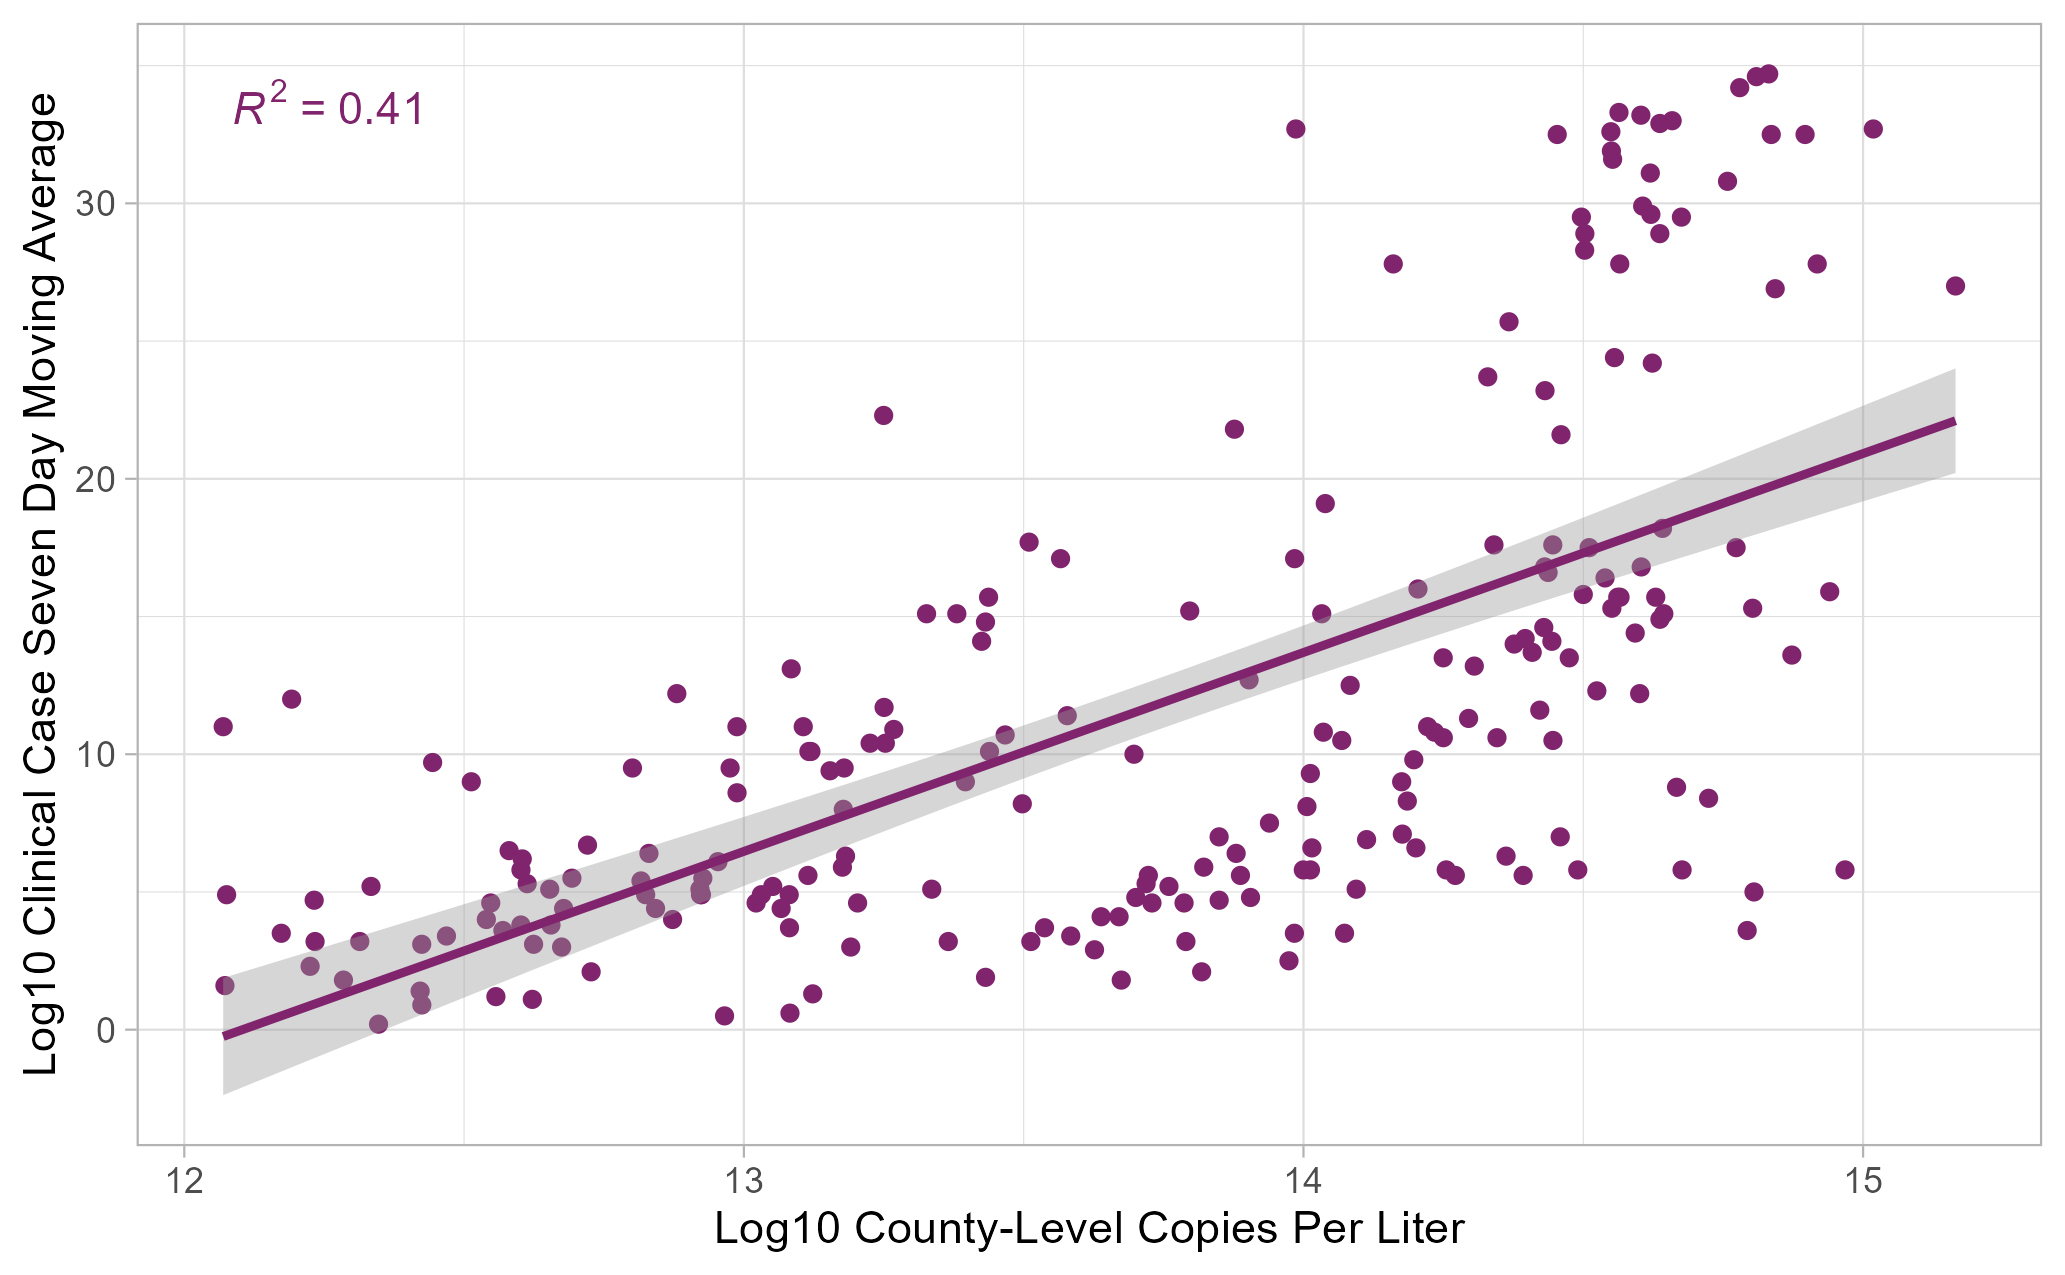 R² = 0.41
Log10 Clinical Case Seven Day Moving Average
30
20
10
0
12 13 14 15
Log10 County-Level Copies Per Liter